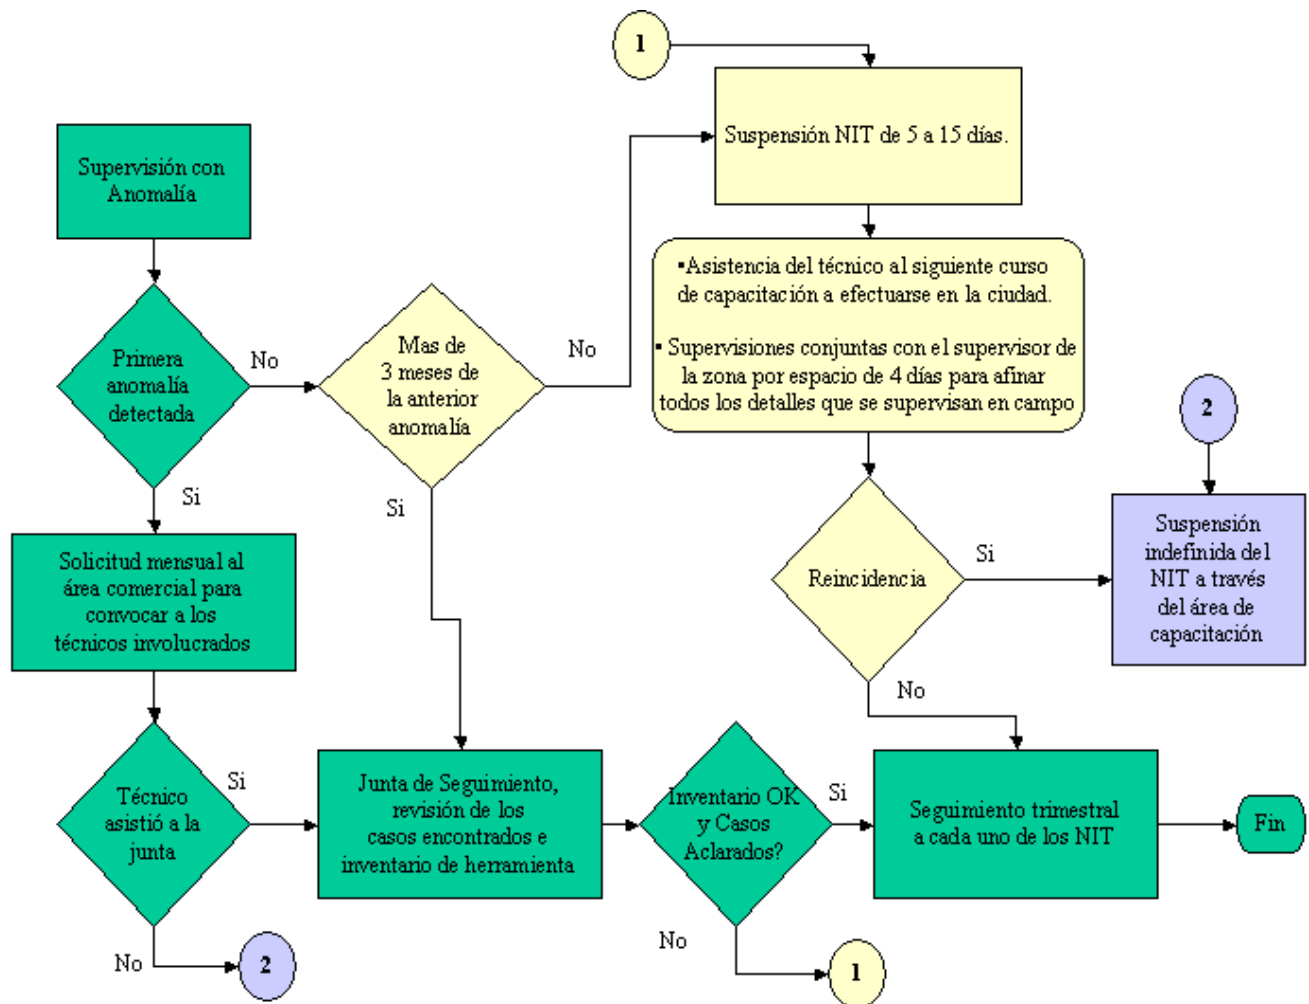 1
Suspensión NIT de 5 a 15 días.
Supervisión con
Anomalía
▪Asistencia del técnico al siguiente curso
de capacitación a efectuarse en la ciudad.
▪ Supervisiones conjuntas con el supervisor de
la zona por espacio de 4 días para afinar
todos los detalles que se supervisan en campo
Primera
anomalía
detectada
No
Mas de
3 meses de
la anterior
anomalía
No
2
Si
Si
Solicitud mensual al
área comercial para
convocar a los
técnicos involucrados
Reincidencia
Si
Suspensión
indefinida del
NIT a través
del área de
capacitación
No
Técnico
asistió a la
junta
Si
Junta de Seguimiento,
revisión de los
casos encontrados e
inventario de herramienta
Inventario OK
y Casos
Aclarados?
Si
Seguimiento trimestral
a cada uno de los NIT
Fin
No
2
No
1